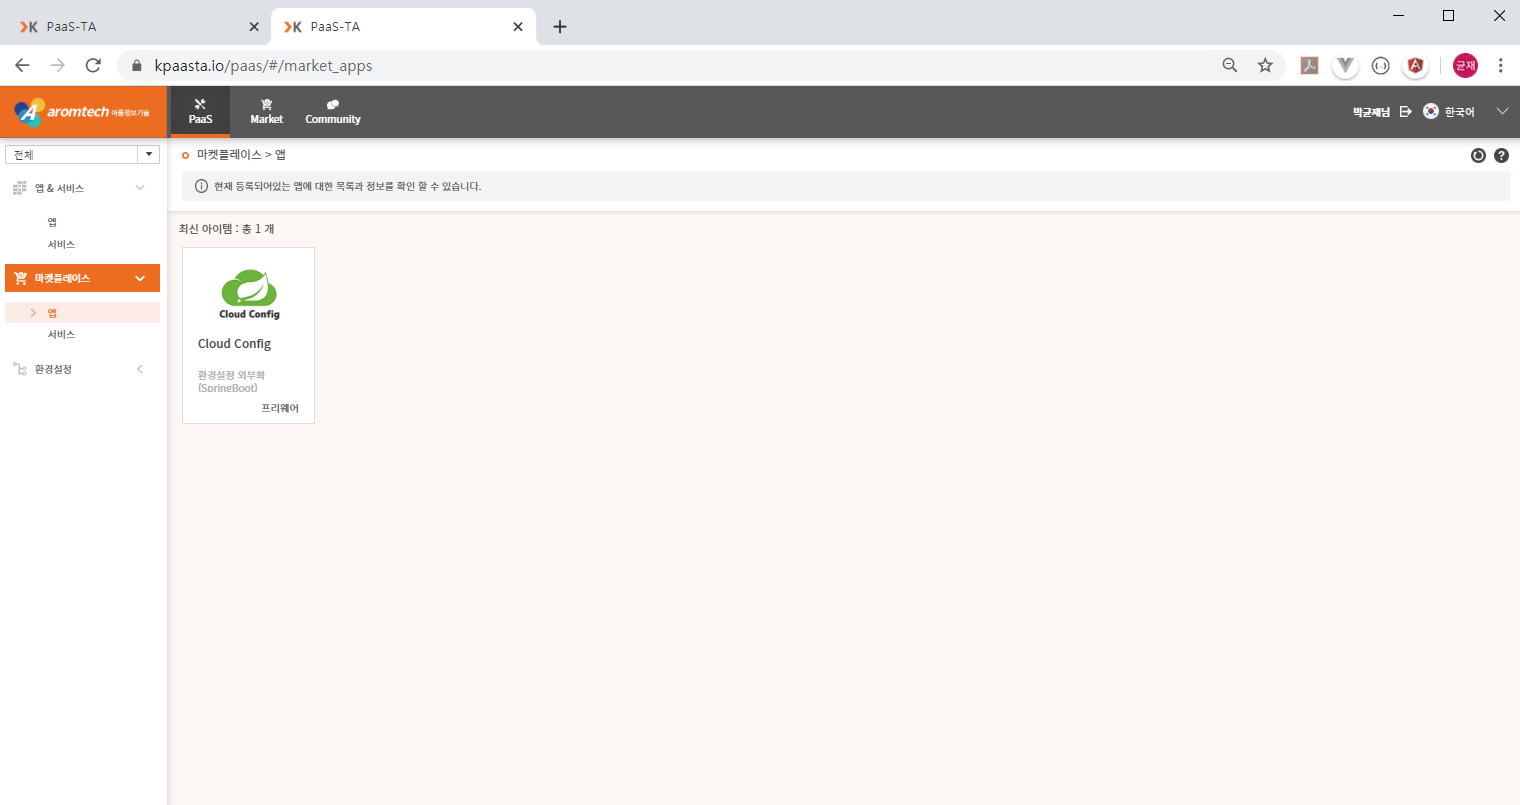 PaaS-TA
PaaS-TA
kpaasta.io/paas/#/market_apps
균재
aromtech 아롬정보기술
PaaS
Market
Community
박균재님
한국어
전체
앱 & 서비스
앱
서비스
마켓플레이스
앱
서비스
환경설정
마켓플레이스 > 앱
현재 등록되어있는 앱에 대한 목록과 정보를 확인 할 수 있습니다.
최신 아이템 : 총 1 개
Cloud Config
Cloud Config
환경설정 외부화
(SpringBoot)
프리웨어